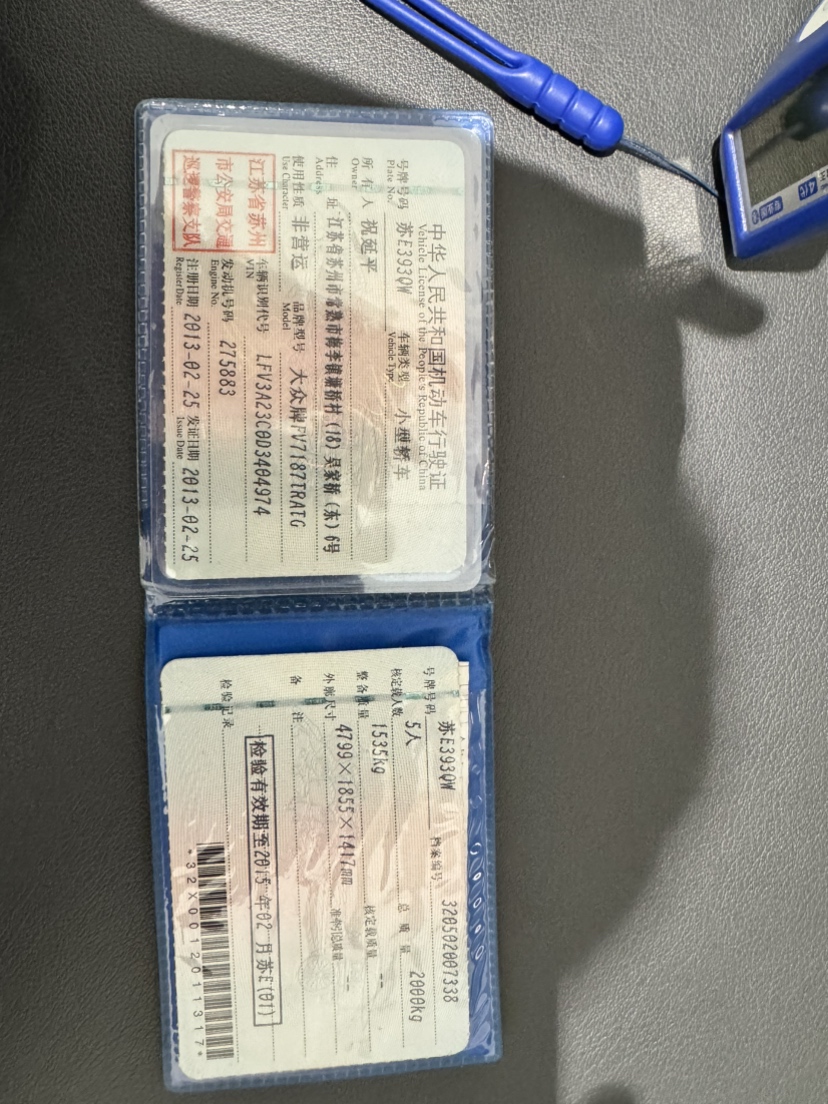 中华人民共和国机动车行驶证
Vehicle License of the People's Republic of China
号牌号码 苏E393QW 车辆类型 小型轿车
Plate No. Vehicle Type
所有人 祝延平
Owner
住址 江苏省苏州市常熟市梅李镇塘桥村(18)吴家桥(东)6号
Address
使用性质 非营运 品牌型号 大众牌FV7187TRATG
Use Character Model
江苏省苏州
市公安局交通
巡逻警察支队
车辆识别代号 LFV3A23C0D3404974
VIN
发动机号码 275883
Engine No.
注册日期 2013-02-25 发证日期 2013-02-25
Register Date Issue Date
号牌号码 苏E393QW 档案编号 320502007338
核定载人数 5人 总质量 2000kg
整备质量 1535kg 核定载质量 --
外廓尺寸 4799×1855×1417mm 准牵引总质量 --
备注
检验有效期至2015年02月苏E(01)
检验记录
*32X0012011317*
专业版